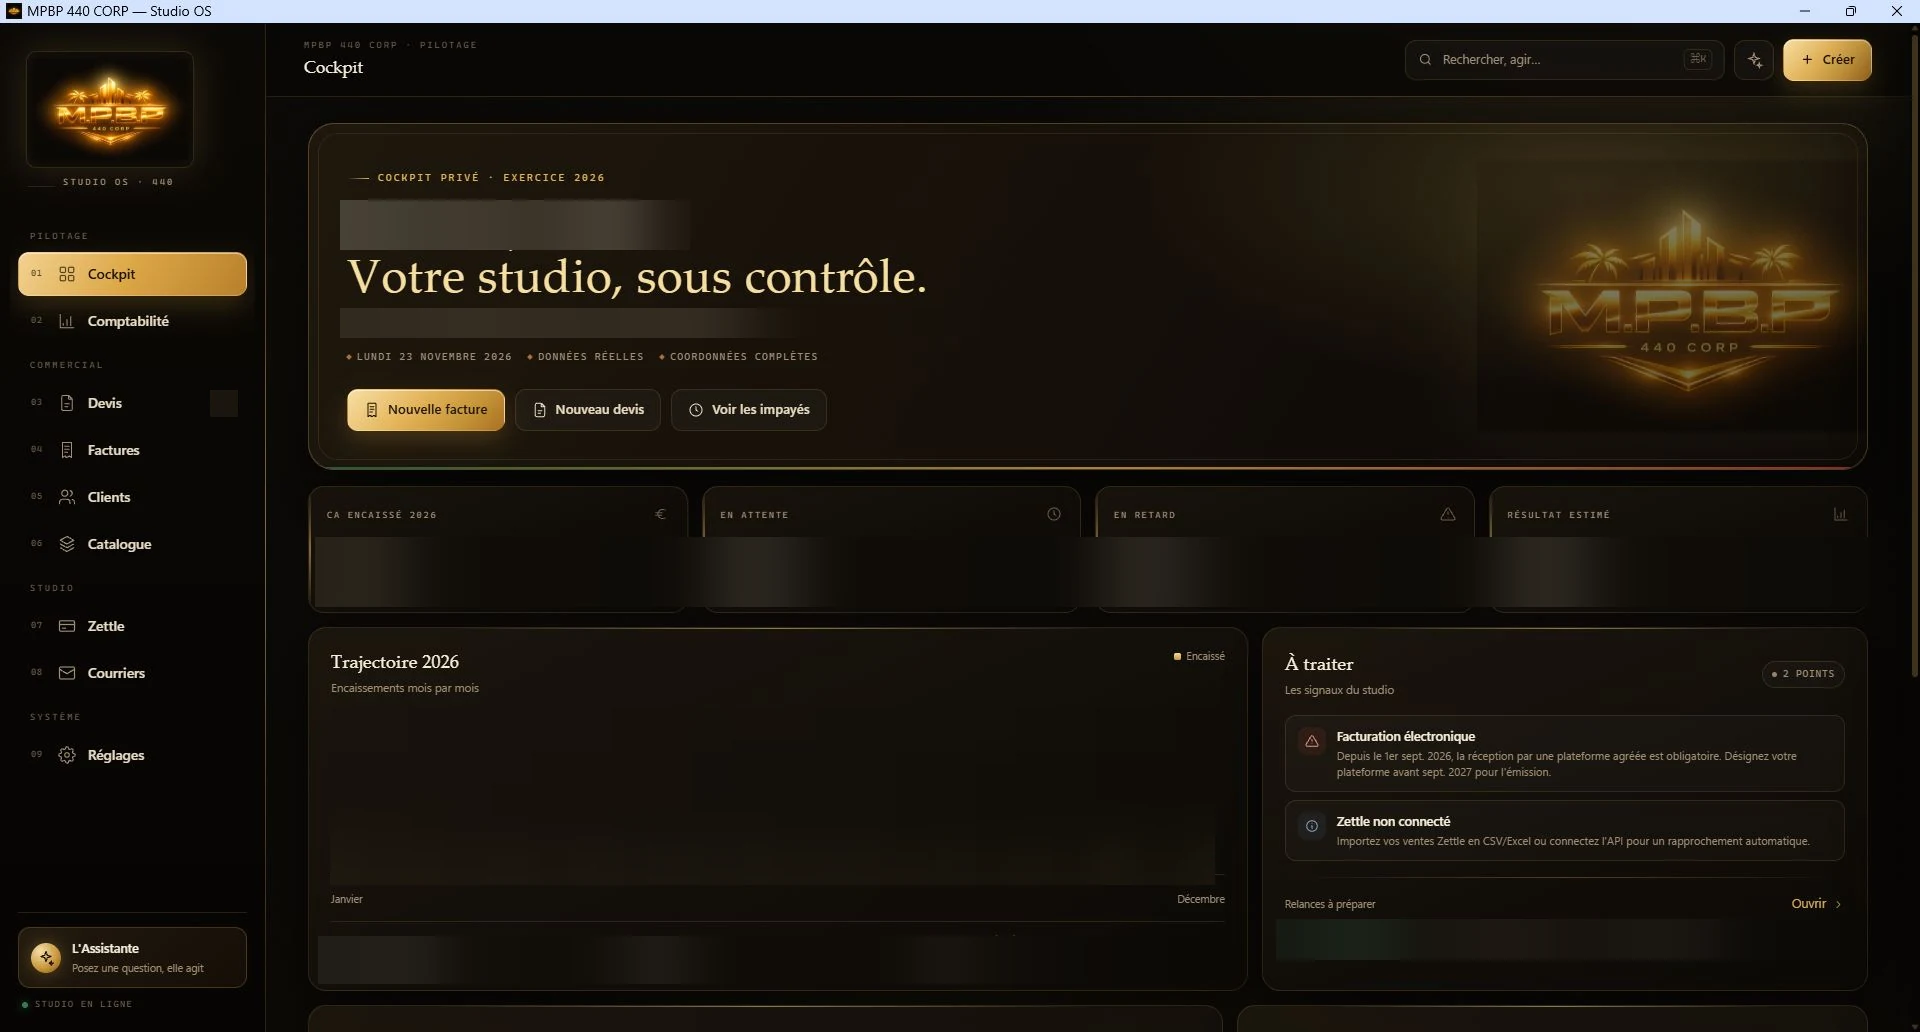 MPBP 440 CORP — Studio OS
M.P.B.P
440 CORP
STUDIO OS · 440
PILOTAGE
01 Cockpit
02 Comptabilité
COMMERCIAL
03 Devis
04 Factures
05 Clients
06 Catalogue
STUDIO
07 Zettle
08 Courriers
SYSTÈME
09 Réglages
L'Assistante
Posez une question, elle agit
STUDIO EN LIGNE
MPBP 440 CORP · PILOTAGE
Cockpit
Rechercher, agir...
⌘K
+ Créer
COCKPIT PRIVÉ · EXERCICE 2026
Votre studio, sous contrôle.
LUNDI 23 NOVEMBRE 2026 ◆ DONNÉES RÉELLES ◆ COORDONNÉES COMPLÈTES
Nouvelle facture
Nouveau devis
Voir les impayés
M.P.B.P
440 CORP
CA ENCAISSÉ 2026 €
EN ATTENTE
EN RETARD
RÉSULTAT ESTIMÉ
Trajectoire 2026
Encaissé
Encaissements mois par mois
Janvier
Décembre
À traiter
2 POINTS
Les signaux du studio
Facturation électronique
Depuis le 1er sept. 2026, la réception par une plateforme agréée est obligatoire. Désignez votre
plateforme avant sept. 2027 pour l'émission.
Zettle non connecté
Importez vos ventes Zettle en CSV/Excel ou connectez l'API pour un rapprochement automatique.
Relances à préparer
Ouvrir